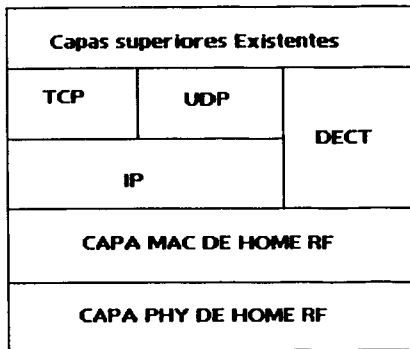 Capas superiores Existentes
TCP
UDP
DECT
IP
CAPA MAC DE HOME RF
CAPA PHY DE HOME RF